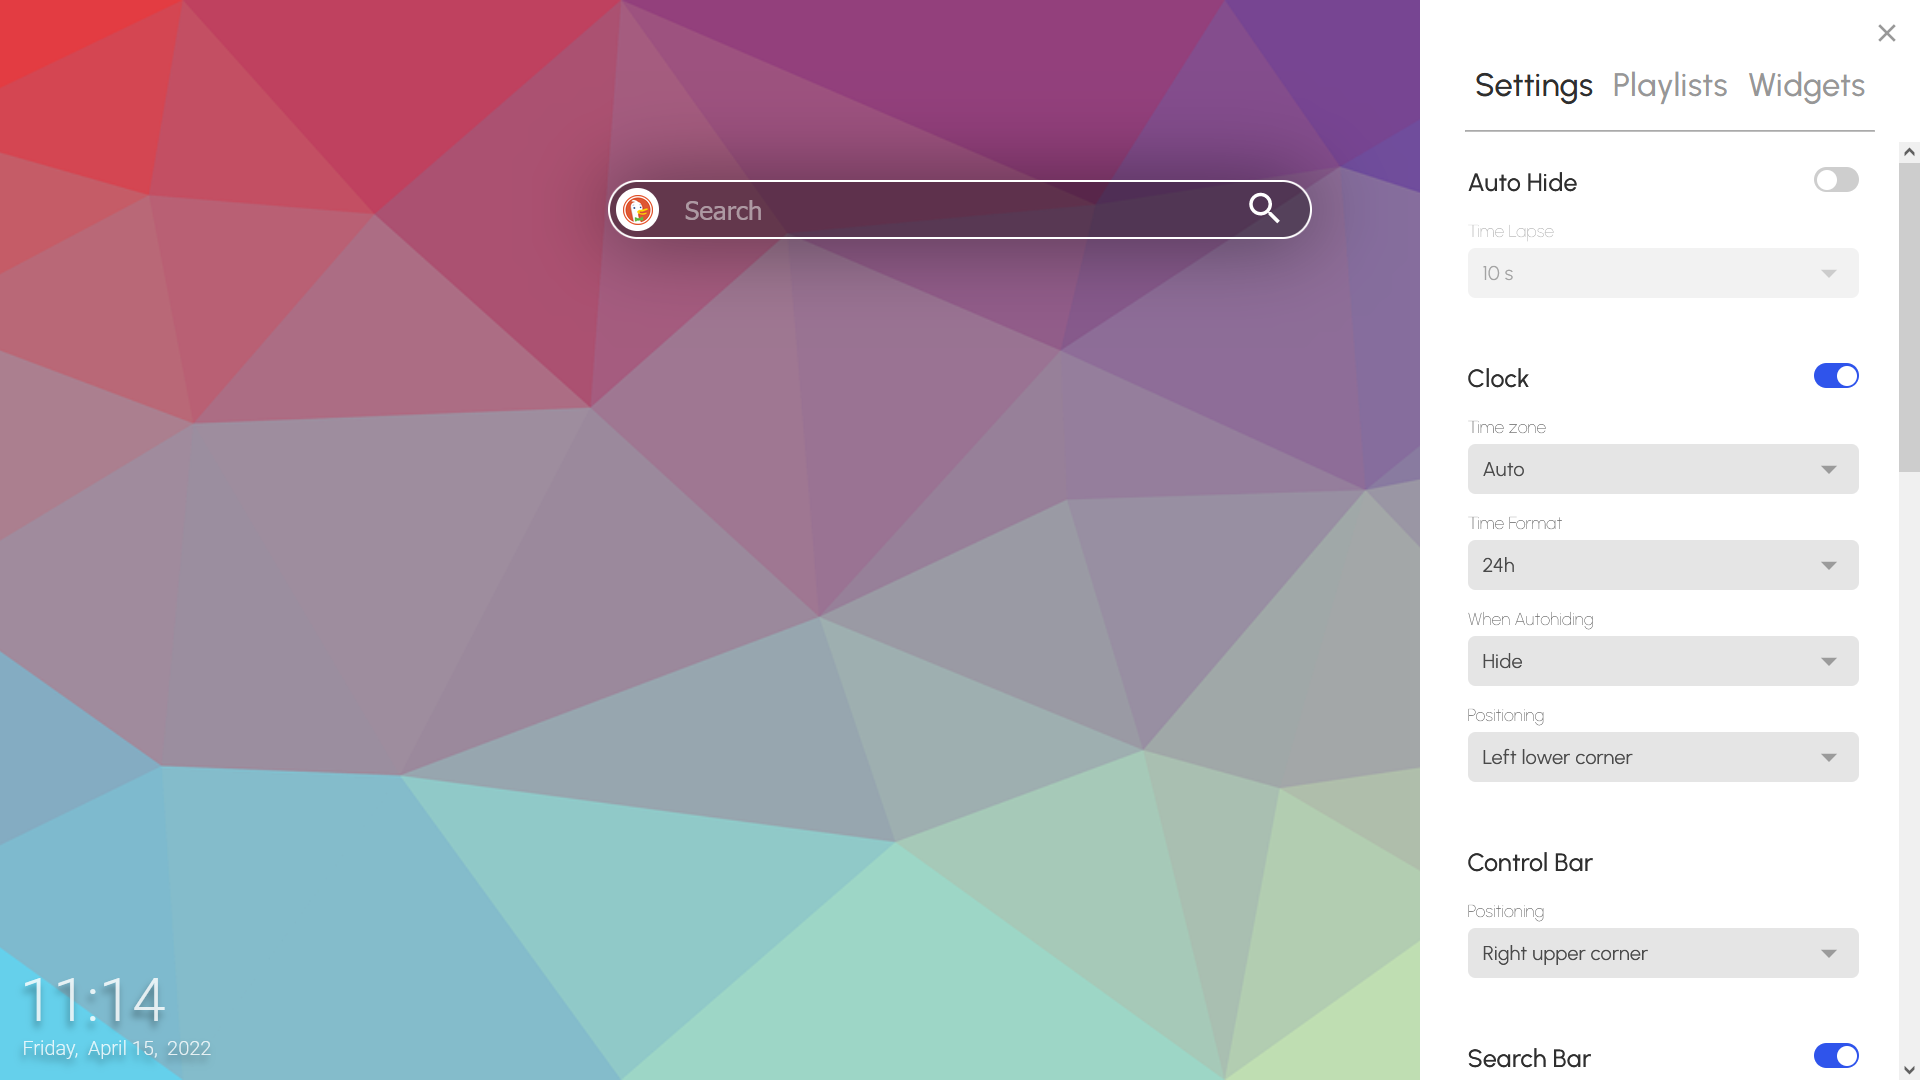 Settings Playlists Widgets
Search
Auto Hide
Time Lapse
10 s
Clock
Time zone
Auto
Time Format
24h
When Autohiding
Hide
Positioning
Left lower corner
Control Bar
Positioning
Right upper corner
Search Bar
11:14
Friday, April 15, 2022